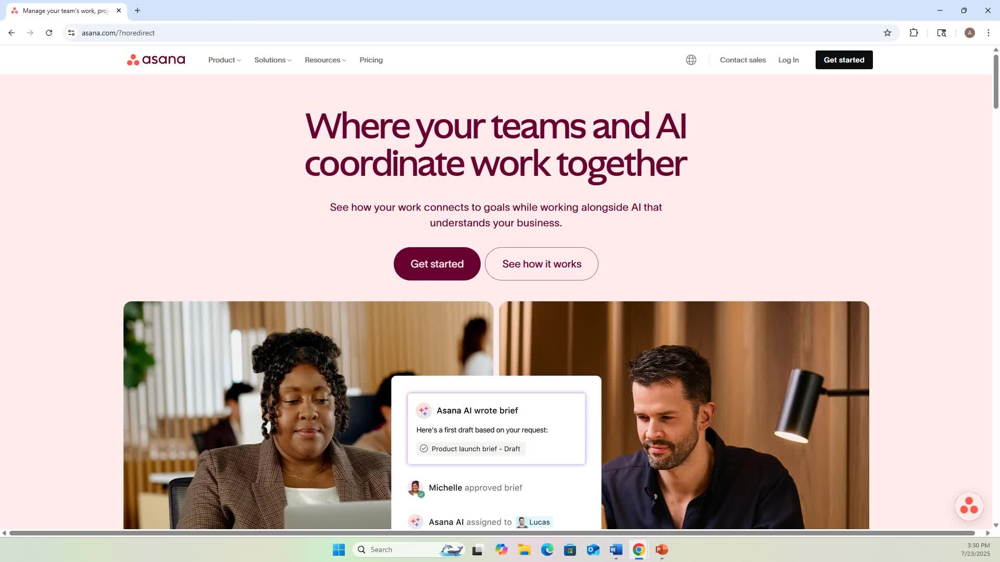 Manage your team's work, proj
asana.com/?noredirect
A
asana
Product
Solutions
Resources
Pricing
Contact sales
Log In
Get started
Where your teams and AI
coordinate work together
See how your work connects to goals while working alongside AI that
understands your business.
Get started
See how it works
Asana AI wrote brief
Here's a first draft based on your request:
Product launch brief - Draft
Michelle approved brief
Asana AI assigned to Lucas
Search
3:30 PM
7/23/2025